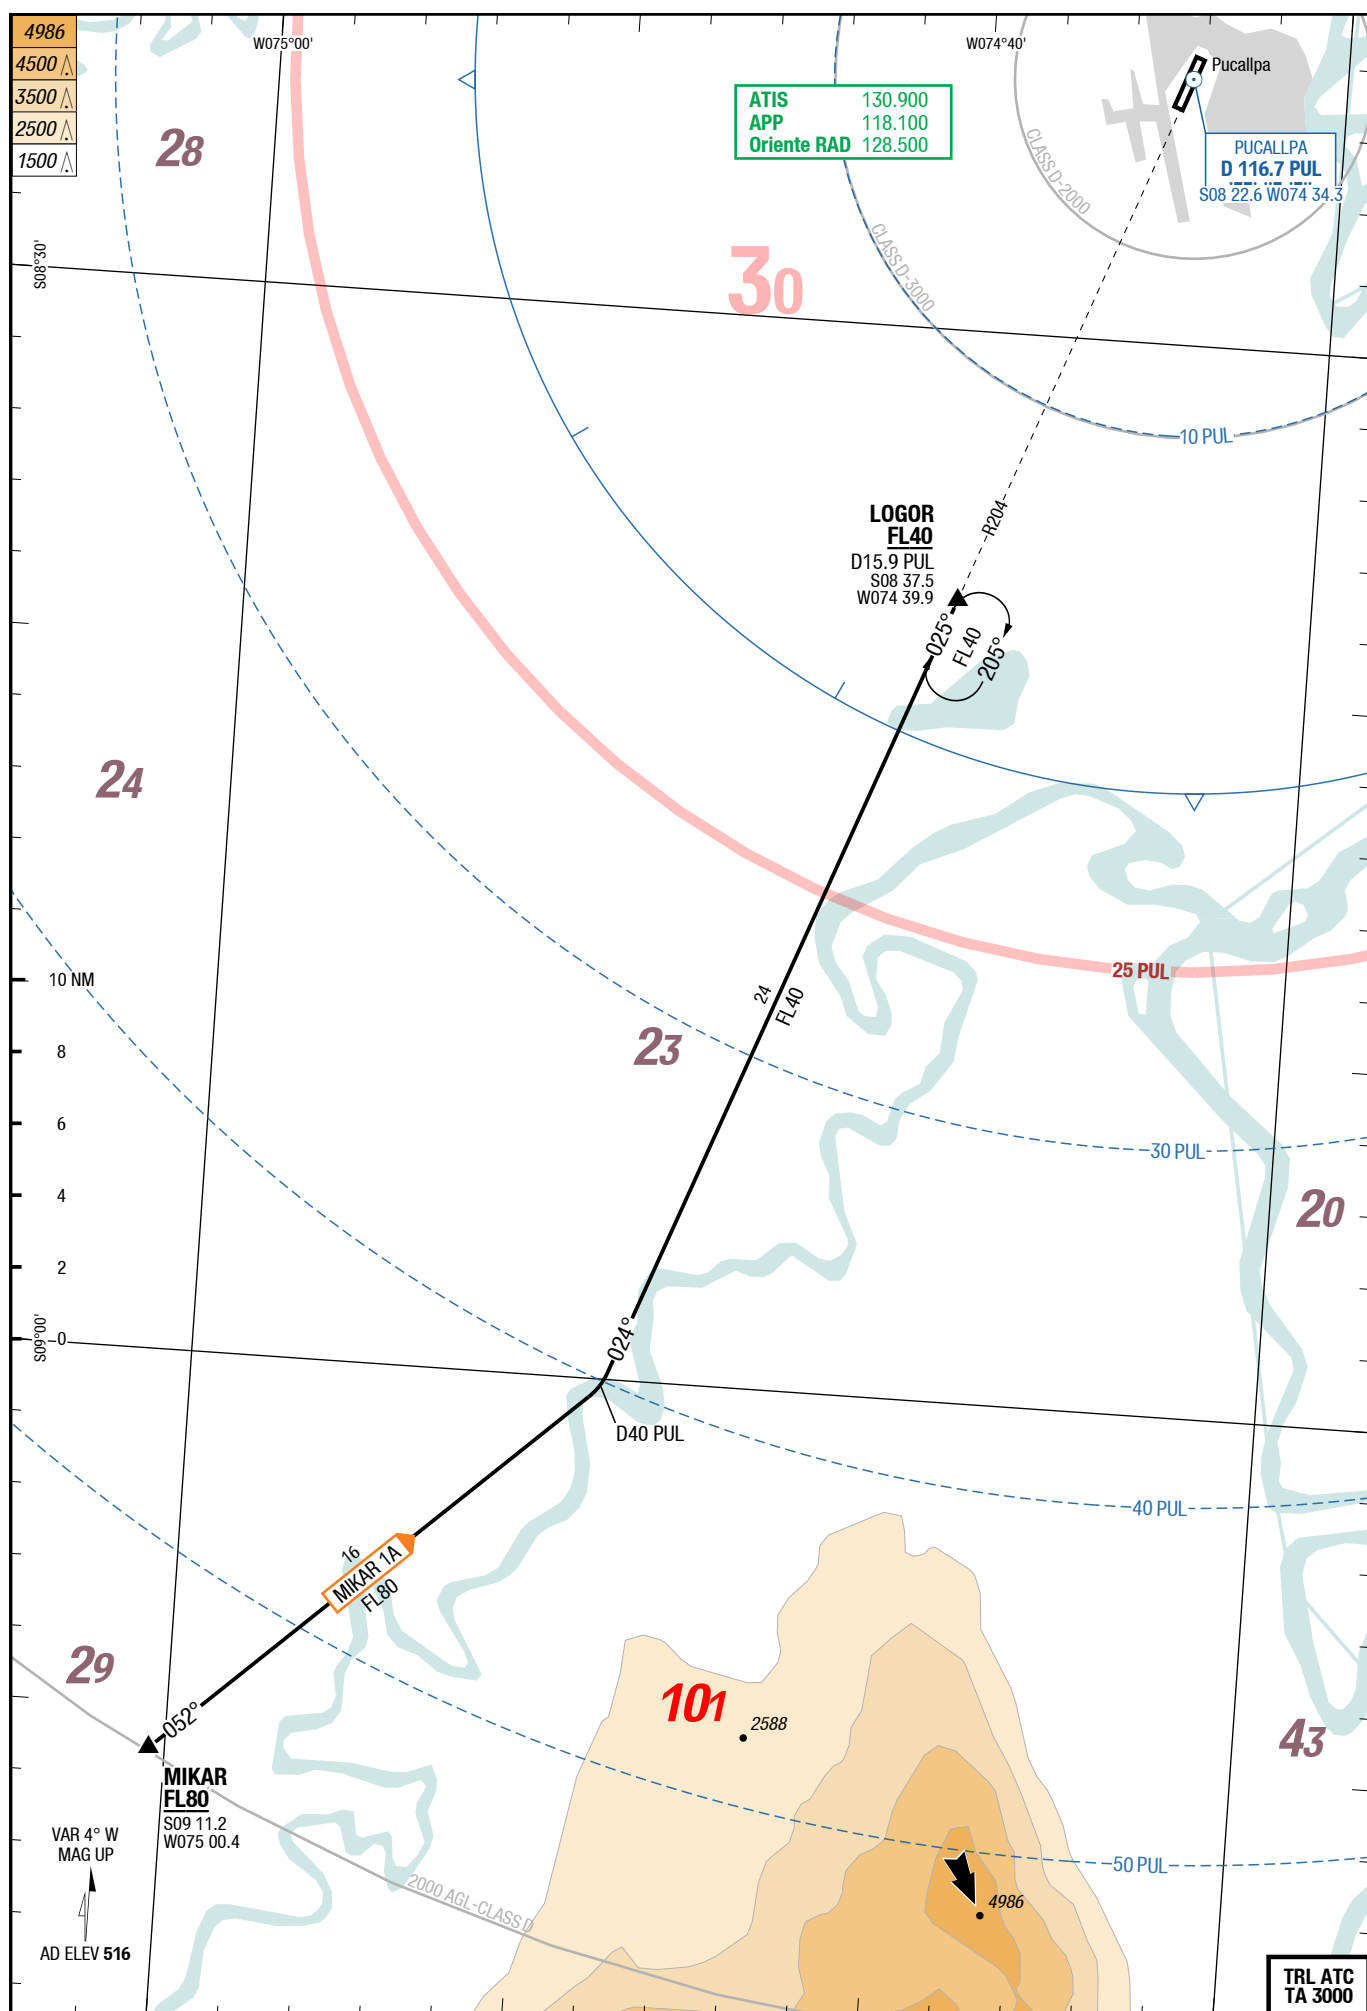 4986
4500
3500
2500
1500
W075°00'
W074°40'
Pucallpa
ATIS 130.900
APP 118.100
Oriente RAD 128.500
PUCALLPA
D 116.7 PUL
S08 22.6 W074 34.3
28
CLASS D-2000
CLASS D-3000
S08°30'
30
10 PUL
R204
LOGOR
FL40
D15.9 PUL
S08 37.5
W074 39.9
025°
FL40
205°
24
25 PUL
10 NM
8
6
4
2
0
24
FL40
23
30 PUL
20
S09°00'
024°
D40 PUL
40 PUL
16
MIKAR 1A
FL80
29
052°
101
2588
43
MIKAR
FL80
S09 11.2
W075 00.4
VAR 4° W
MAG UP
AD ELEV 516
2000 AGL-CLASS D
50 PUL
4986
TRL ATC
TA 3000